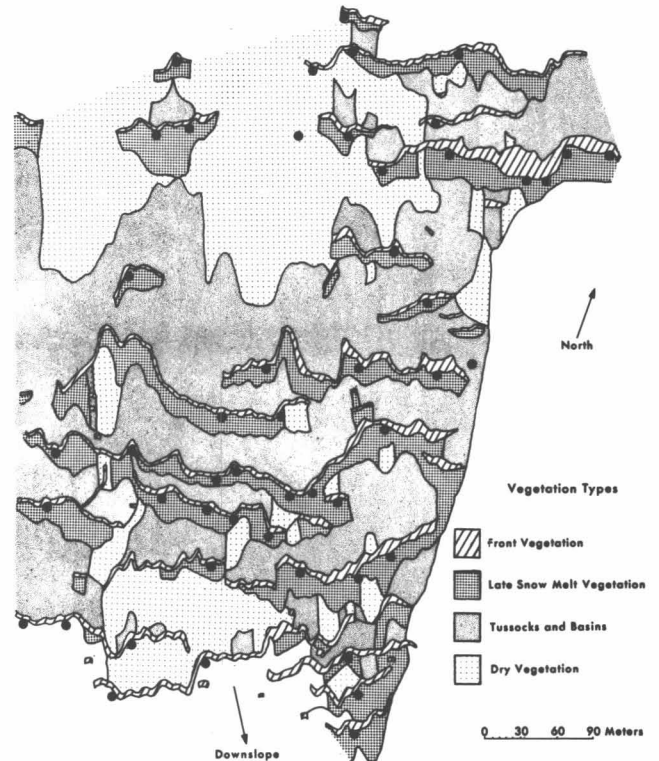 North
Vegetation Types
Front Vegetation
Late Snow Melt Vegetation
Tussocks and Basins
Dry Vegetation
0 30 60 90 Meters
Downslope